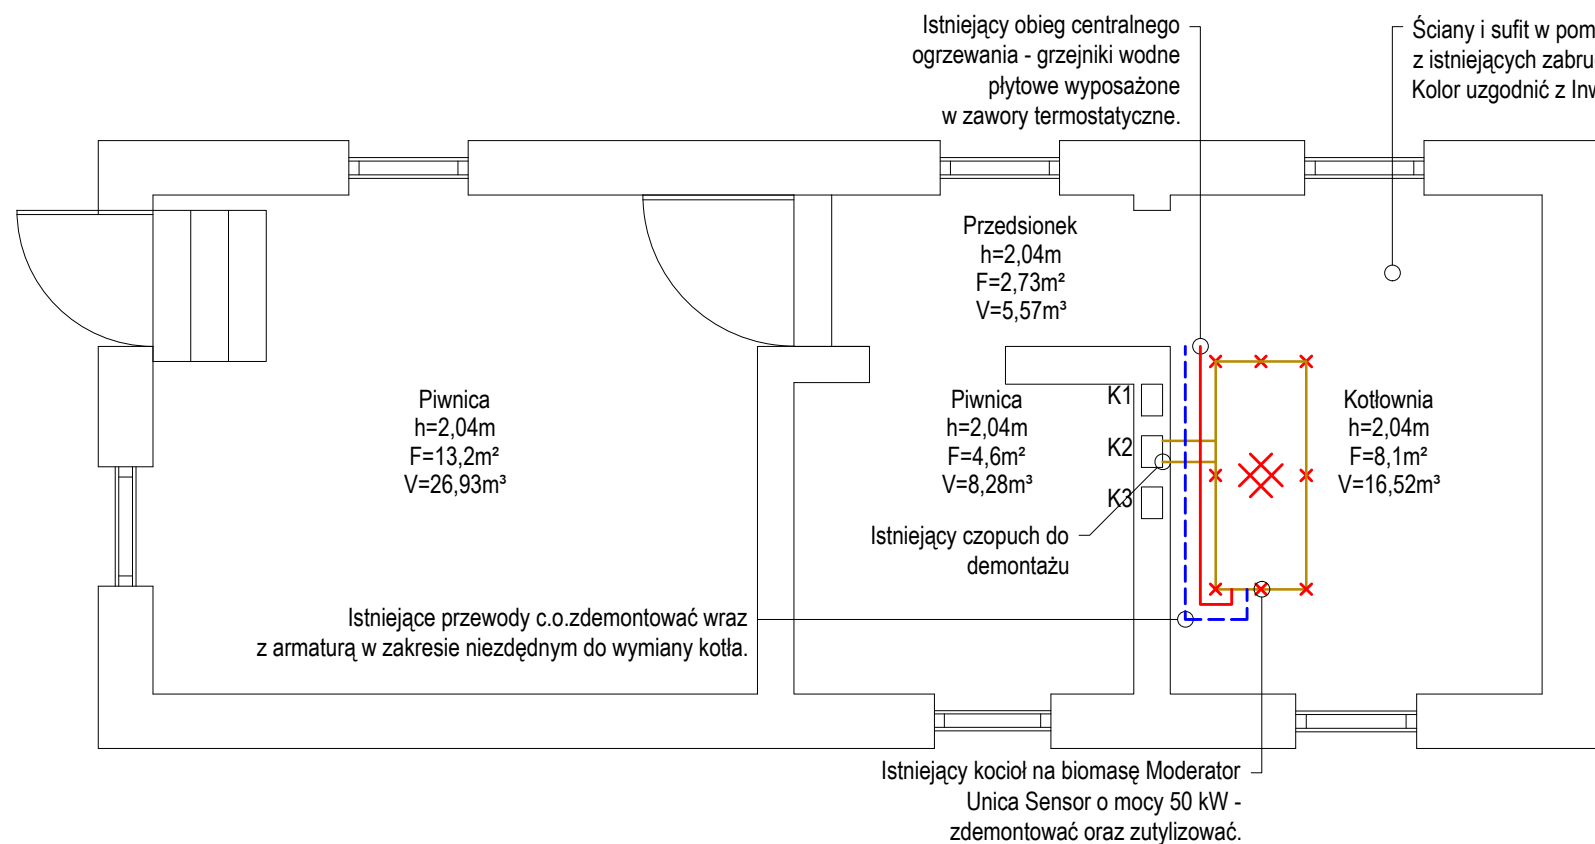 Istniejący obieg centralnego
ogrzewania - grzejniki wodne
płytowe wyposażone
w zawory termostatyczne.
Ściany i sufit w pom
z istniejących zabru
Kolor uzgodnić z Inw
Przedsionek
h=2,04m
F=2,73m²
V=5,57m³
Piwnica
h=2,04m
F=13,2m²
V=26,93m³
Piwnica
h=2,04m
F=4,6m²
V=8,28m³
K1
K2
K3
Kotłownia
h=2,04m
F=8,1m²
V=16,52m³
Istniejący czopuch do
demontażu
Istniejące przewody c.o.zdemontować wraz
z armaturą w zakresie niezdędnym do wymiany kotła.
Istniejący kocioł na biomasę Moderator
Unica Sensor o mocy 50 kW -
zdemontować oraz zutylizować.